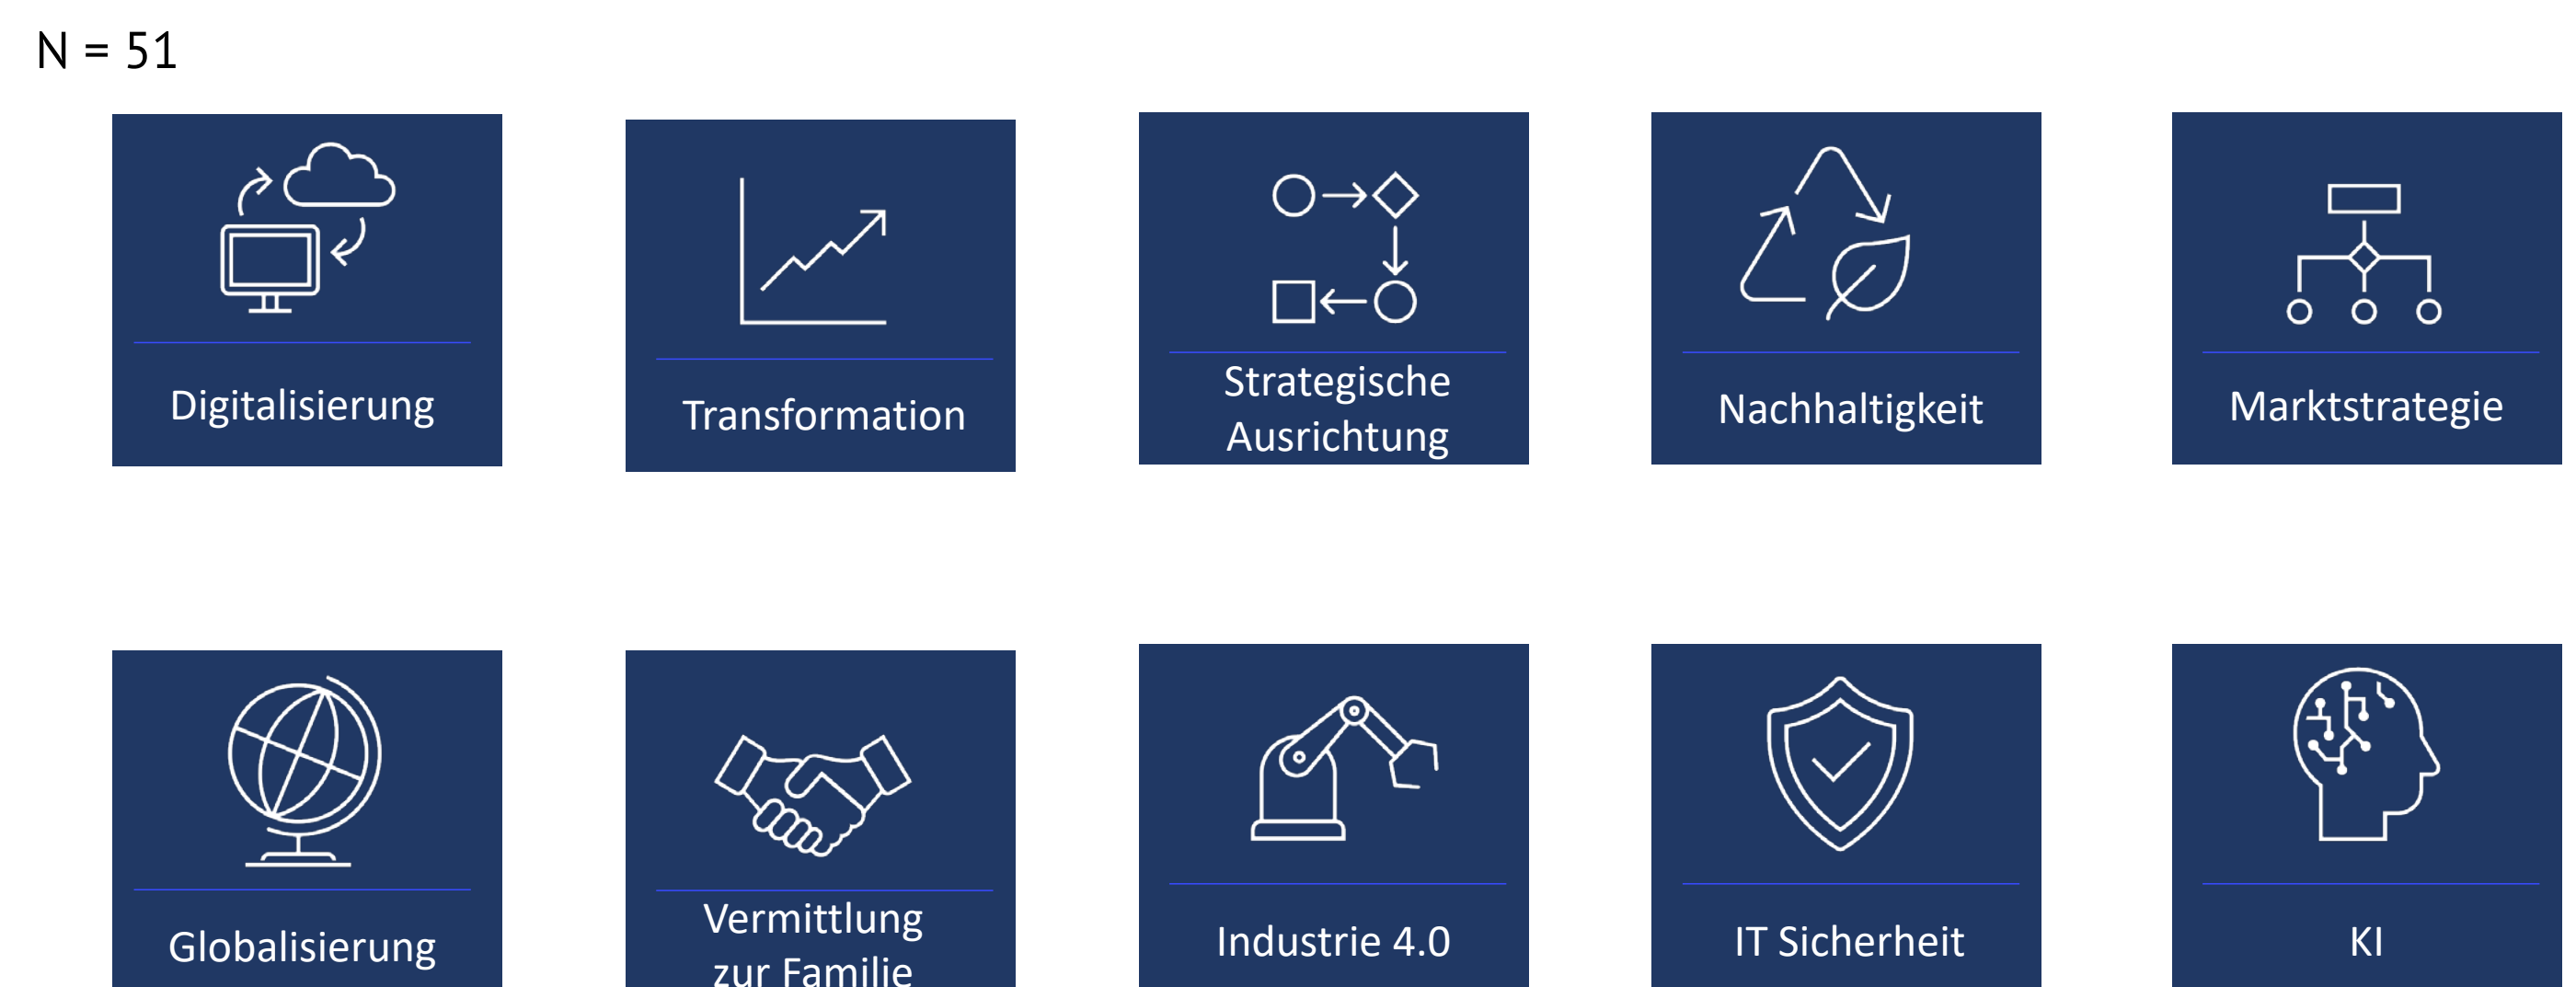 N = 51
Digitalisierung
Transformation
Strategische
Ausrichtung
Nachhaltigkeit
Marktstrategie
Globalisierung
Vermittlung
zur Familie
Industrie 4.0
IT Sicherheit
KI